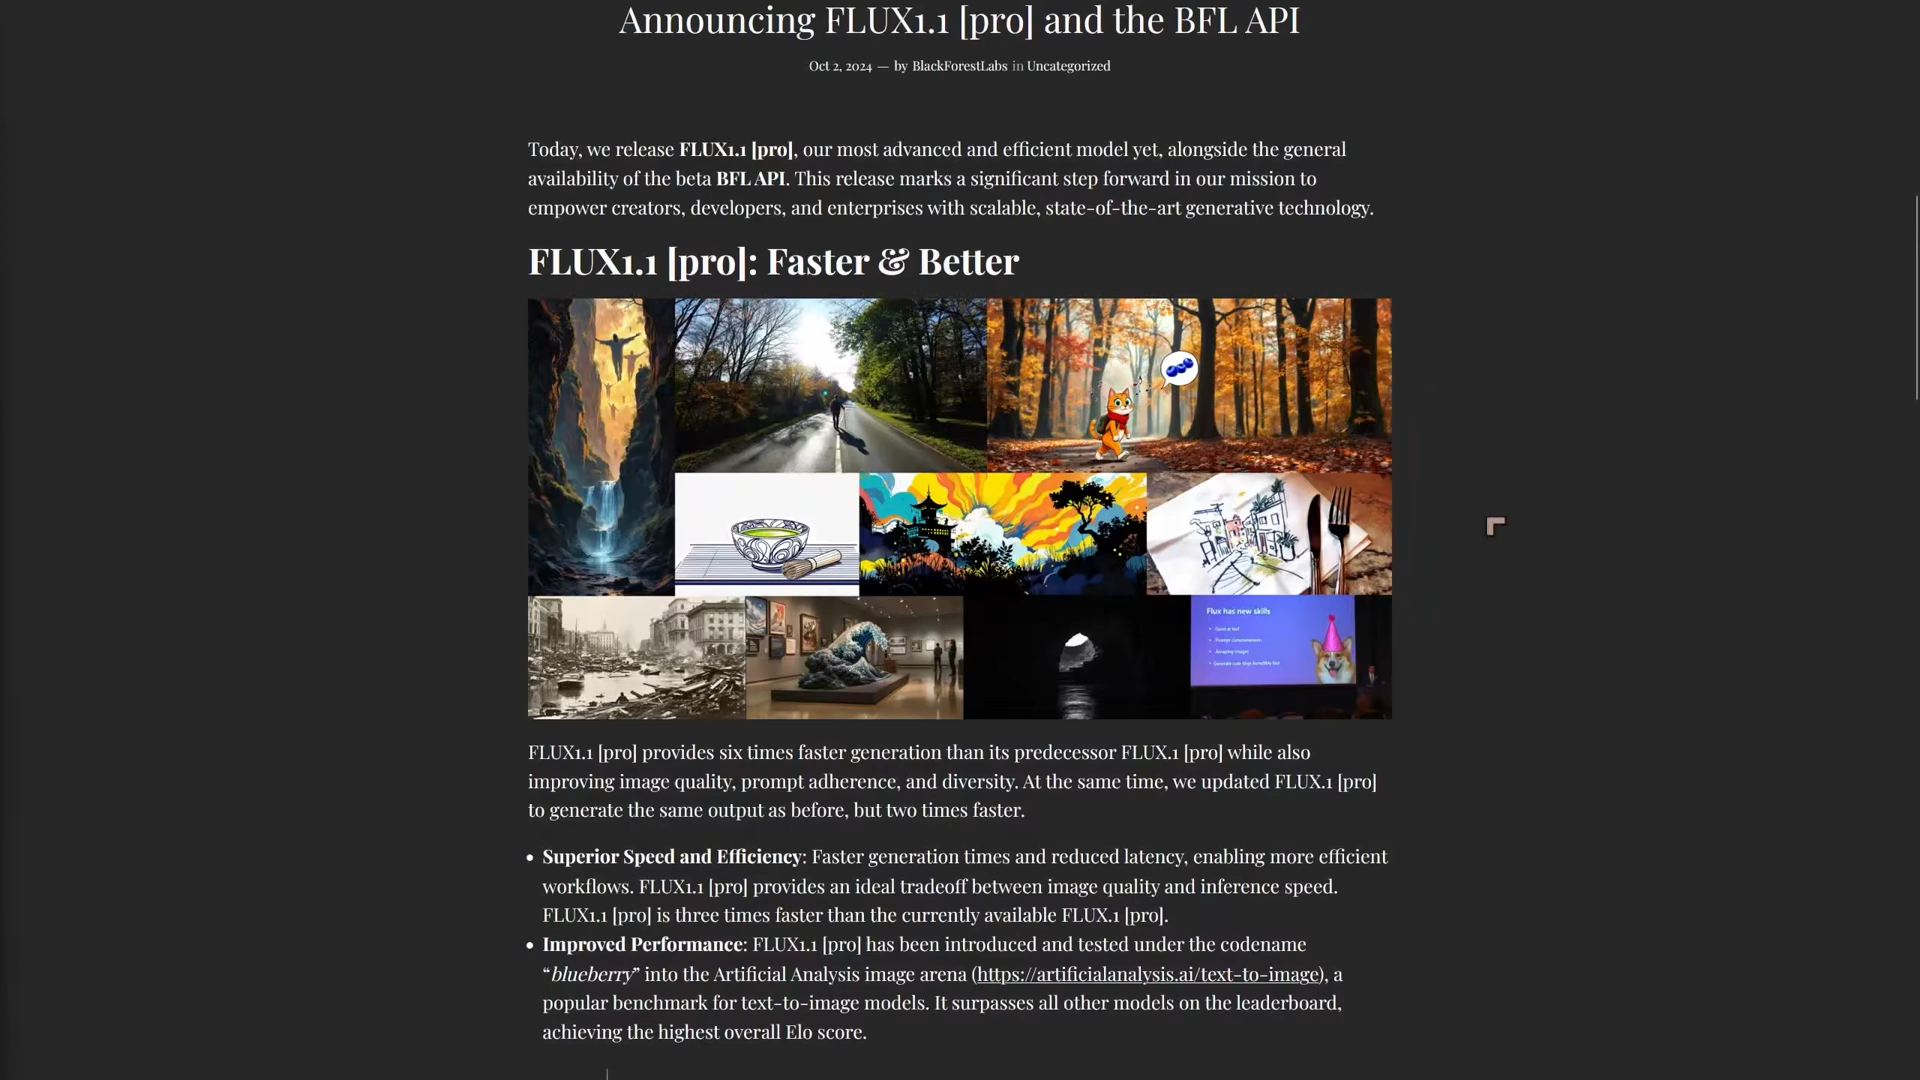 Announcing FLUX1.1 [pro] and the BFL API
Oct 2, 2024 — by BlackForestLabs in Uncategorized
Today, we release FLUX1.1 [pro], our most advanced and efficient model yet, alongside the general
availability of the beta BFL API. This release marks a significant step forward in our mission to
empower creators, developers, and enterprises with scalable, state-of-the-art generative technology.
FLUX1.1 [pro]: Faster & Better
Flux has new skills
• Good at text
• Amazing images
FLUX1.1 [pro] provides six times faster generation than its predecessor FLUX.1 [pro] while also
improving image quality, prompt adherence, and diversity. At the same time, we updated FLUX.1 [pro]
to generate the same output as before, but two times faster.
• Superior Speed and Efficiency: Faster generation times and reduced latency, enabling more efficient
workflows. FLUX1.1 [pro] provides an ideal tradeoff between image quality and inference speed.
FLUX1.1 [pro] is three times faster than the currently available FLUX.1 [pro].
• Improved Performance: FLUX1.1 [pro] has been introduced and tested under the codename
“blueberry” into the Artificial Analysis image arena (https://artificialanalysis.ai/text-to-image), a
popular benchmark for text-to-image models. It surpasses all other models on the leaderboard,
achieving the highest overall Elo score.